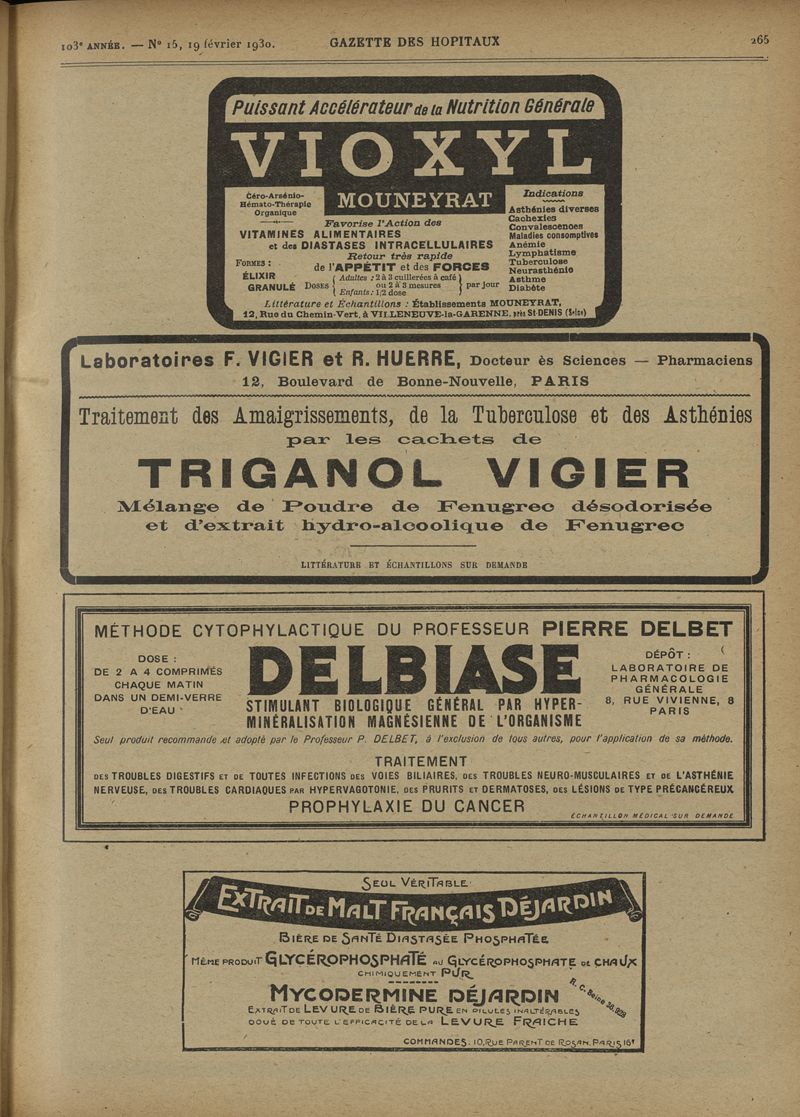 103e ANNÉE. — No 15, 19 février 1930.
GAZETTE DES HOPITAUX
265
Puissant Accélérateur de la Nutrition Générale
VIOXYL
MOUNEYRAT
Céro-Arsénio-
Hémato-Thérapie
Organique
Favorise l'Action des
VITAMINES ALIMENTAIRES
et des DIASTASES INTRACELLULAIRES
Retour très rapide
de l'APPÉTIT et des FORCES
FORMES :
ÉLIXIR
GRANULÉ
DOSES
Adultes : 2 à 3 cuillerées à café
ou 2 à 3 mesures
Enfants : 1/2 dose
par jour
Indications
Asthénies diverses
Cachexies
Convalescences
Maladies consomptives
Anémie
Lymphatisme
Tuberculose
Neurasthénie
Asthme
Diabète
Littérature et Échantillons : Établissements MOUNEYRAT,
12, Rue du Chemin-Vert, à VILLENEUVE-la-GARENNE, près St-DENIS (Seine)
Laboratoires F. VIGIER et R. HUERRE, Docteur ès Sciences — Pharmaciens
12, Boulevard de Bonne-Nouvelle, PARIS
Traitement des Amaigrissements, de la Tuberculose et des Asthénies
par les cachets de
TRIGANOL VIGIER
Mélange de Poudre de Fenugrec désodorisée
et d'extrait hydro-alcoolique de Fenugrec
LITTÉRATURE ET ÉCHANTILLONS SUR DEMANDE
MÉTHODE CYTOPHYLACTIQUE DU PROFESSEUR PIERRE DELBET
DOSE :
DE 2 A 4 COMPRIMÉS
CHAQUE MATIN
DANS UN DEMI-VERRE
D'EAU
DELBIASE
STIMULANT BIOLOGIQUE GÉNÉRAL PAR HYPER-
MINÉRALISATION MAGNÉSIENNE DE L'ORGANISME
DÉPÔT :
LABORATOIRE DE
PHARMACOLOGIE
GÉNÉRALE
8, RUE VIVIENNE, 8
PARIS
Seul produit recommandé et adopté par le Professeur P. DELBET, à l'exclusion de tous autres, pour l'application de sa méthode.
TRAITEMENT
DES TROUBLES DIGESTIFS ET DE TOUTES INFECTIONS DES VOIES BILIAIRES, DES TROUBLES NEURO-MUSCULAIRES ET DE L'ASTHÉNIE
NERVEUSE, DES TROUBLES CARDIAQUES PAR HYPERVAGOTONIE, DES PRURITS ET DERMATOSES, DES LÉSIONS DE TYPE PRÉCANCÉREUX
PROPHYLAXIE DU CANCER
ÉCHANTILLON MÉDICAL SUR DEMANDE
SEUL VÉRITABLE
EXTRAIT DE MALT FRANÇAIS DÉJARDIN
BIÈRE DE SANTÉ DIASTASÉE PHOSPHATÉE
MÊME PRODUIT GLYCÉROPHOSPHATÉ AU GLYCÉROPHOSPHATE DE CHAUX
CHIMIQUEMENT PUR
MYCODERMINE DÉJARDIN
EXTRAIT DE LEVURE DE BIÈRE PURE EN PILULES INALTÉRABLES
DOUÉ DE TOUTE L'EFFICACITÉ DE LA LEVURE FRAICHE
COMMANDES : 10, RUE PARENT DE ROSAN, PARIS 16e